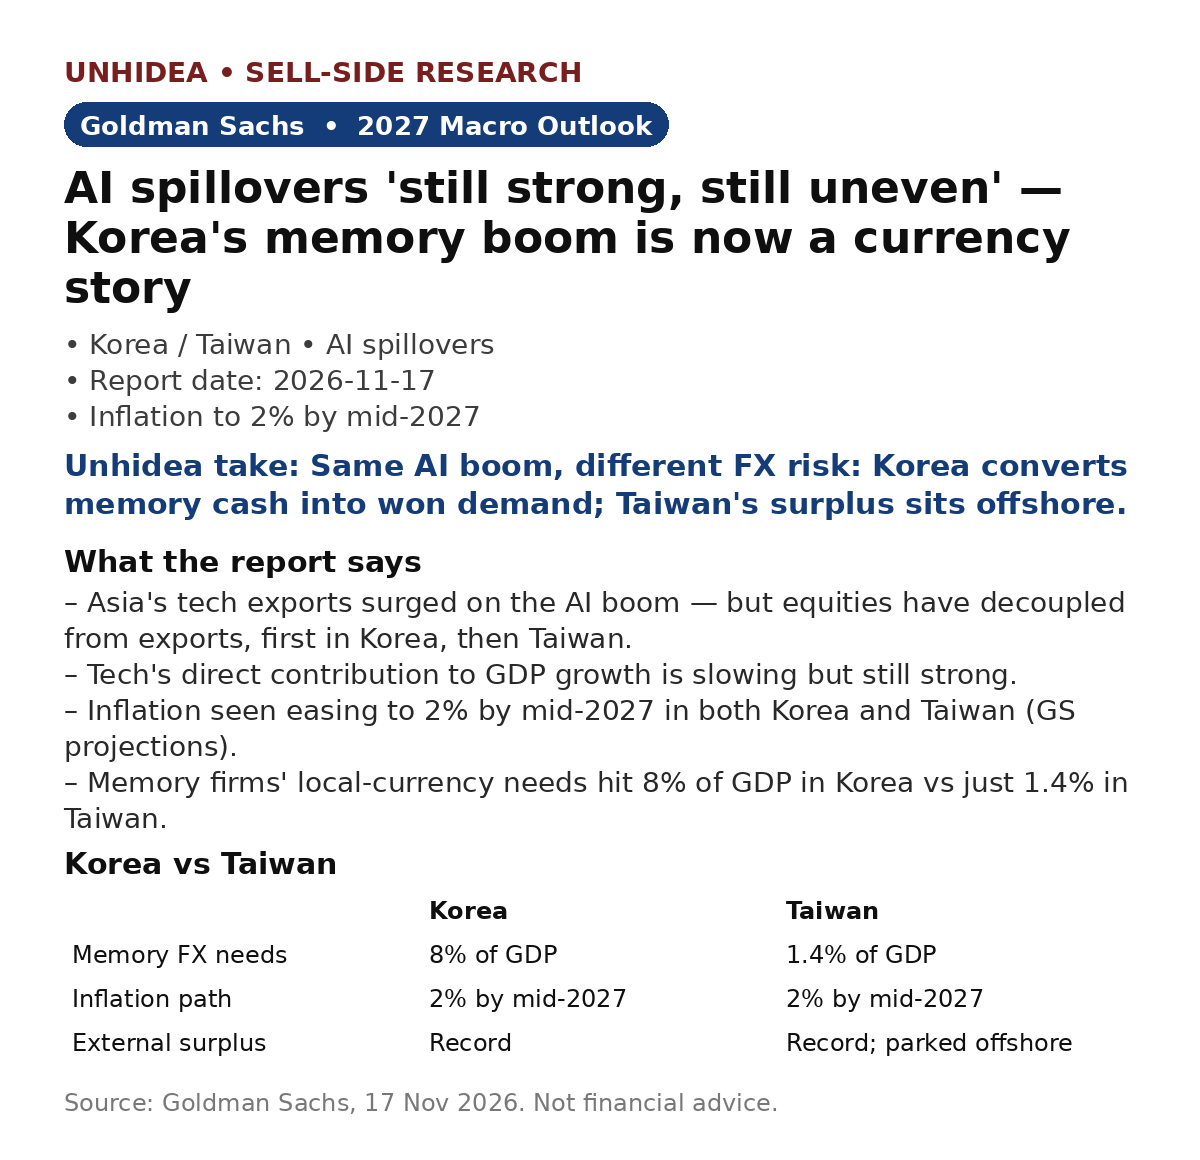 UNHIDEA • SELL-SIDE RESEARCH
Goldman Sachs • 2027 Macro Outlook
AI spillovers 'still strong, still uneven' —
Korea's memory boom is now a currency
story
• Korea / Taiwan • AI spillovers
• Report date: 2026-11-17
• Inflation to 2% by mid-2027
Unhidea take: Same AI boom, different FX risk: Korea converts
memory cash into won demand; Taiwan's surplus sits offshore.
What the report says
– Asia's tech exports surged on the AI boom — but equities have decoupled
from exports, first in Korea, then Taiwan.
– Tech's direct contribution to GDP growth is slowing but still strong.
– Inflation seen easing to 2% by mid-2027 in both Korea and Taiwan (GS
projections).
– Memory firms' local-currency needs hit 8% of GDP in Korea vs just 1.4% in
Taiwan.
Korea vs Taiwan
Korea Taiwan
Memory FX needs 8% of GDP 1.4% of GDP
Inflation path 2% by mid-2027 2% by mid-2027
External surplus Record Record; parked offshore
Source: Goldman Sachs, 17 Nov 2026. Not financial advice.